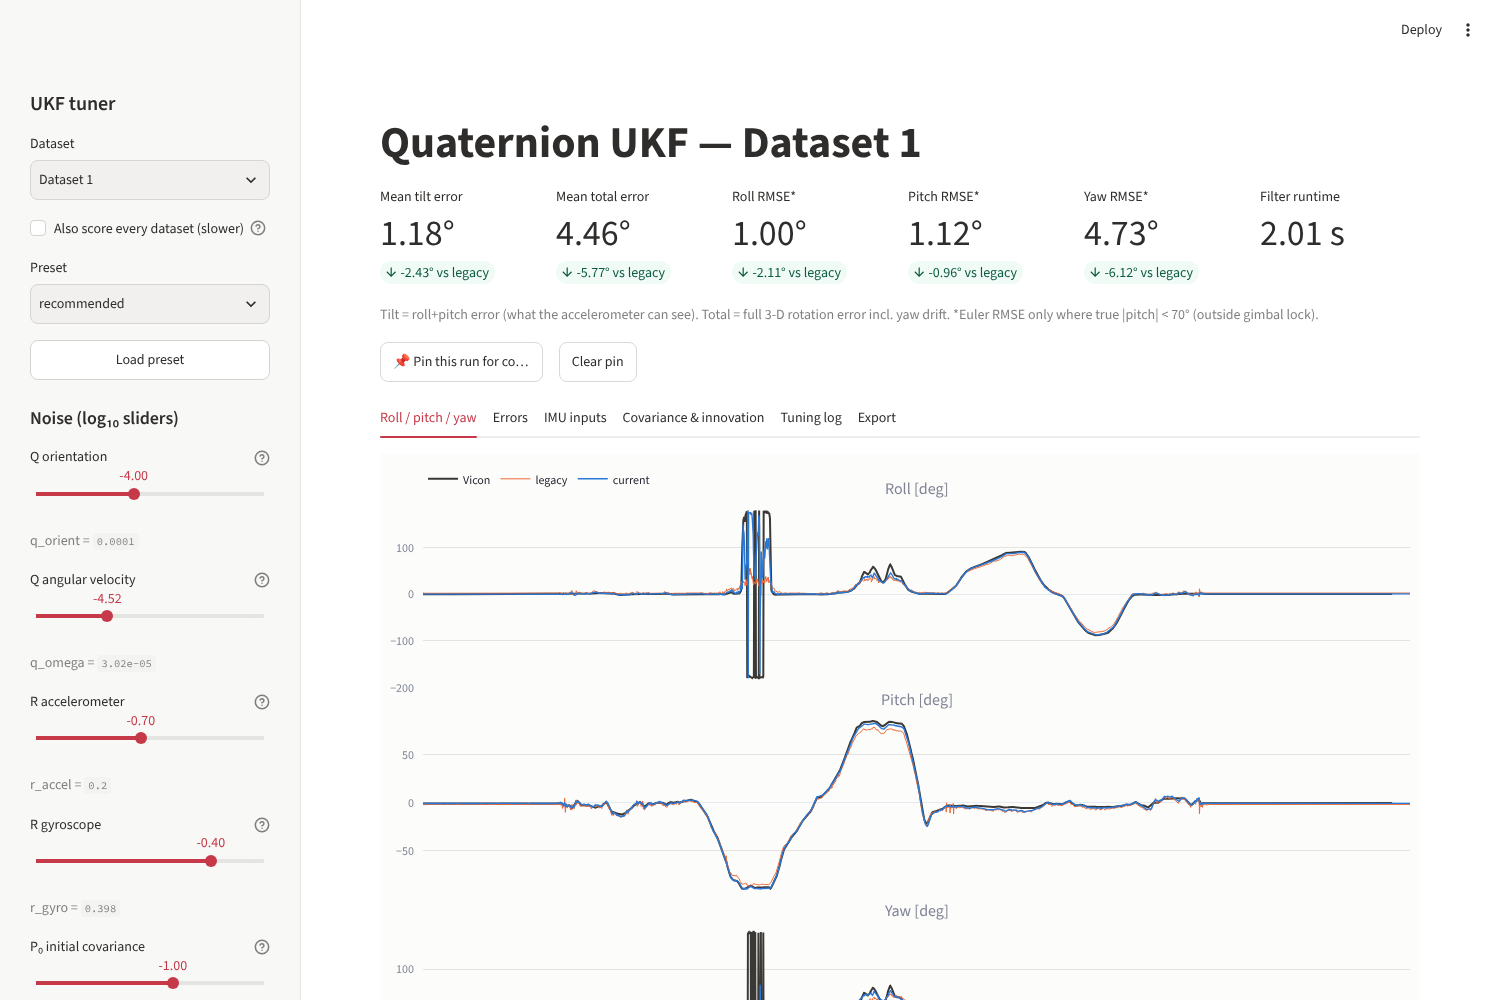 Deploy
UKF tuner
Dataset
Dataset 1
Also score every dataset (slower)
Preset
recommended
Load preset
Noise (log₁₀ sliders)
Q orientation
-4.00
q_orient = 0.0001
Q angular velocity
-4.52
q_omega = 3.02e-05
R accelerometer
-0.70
r_accel = 0.2
R gyroscope
-0.40
r_gyro = 0.398
P₀ initial covariance
-1.00
Quaternion UKF — Dataset 1
Mean tilt error
1.18°
↓ -2.43° vs legacy
Mean total error
4.46°
↓ -5.77° vs legacy
Roll RMSE*
1.00°
↓ -2.11° vs legacy
Pitch RMSE*
1.12°
↓ -0.96° vs legacy
Yaw RMSE*
4.73°
↓ -6.12° vs legacy
Filter runtime
2.01 s
Tilt = roll+pitch error (what the accelerometer can see). Total = full 3-D rotation error incl. yaw drift. *Euler RMSE only where true |pitch| < 70° (outside gimbal lock).
📌 Pin this run for co…
Clear pin
Roll / pitch / yaw
Errors
IMU inputs
Covariance & innovation
Tuning log
Export
Vicon
legacy
current
Roll [deg]
100
0
−100
−200
Pitch [deg]
50
0
−50
Yaw [deg]
100